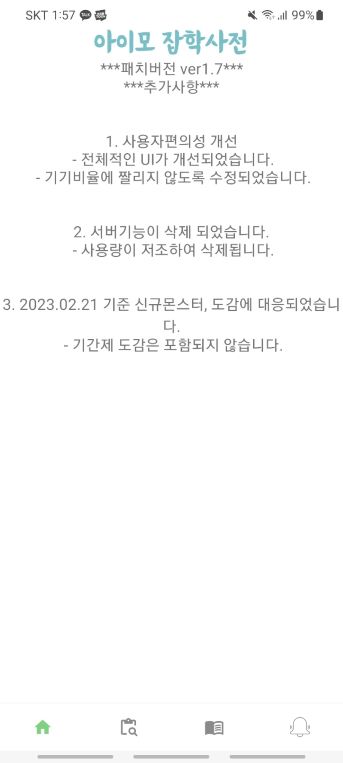 SKT 1:57
99%
아이모 잡학사전
***패치버전 ver1.7***
***추가사항***
1. 사용자편의성 개선
- 전체적인 UI가 개선되었습니다.
- 기기비율에 짤리지 않도록 수정되었습니다.
2. 서버기능이 삭제 되었습니다.
- 사용량이 저조하여 삭제됩니다.
3. 2023.02.21 기준 신규몬스터, 도감에 대응되었습니
다.
- 기간제 도감은 포함되지 않습니다.